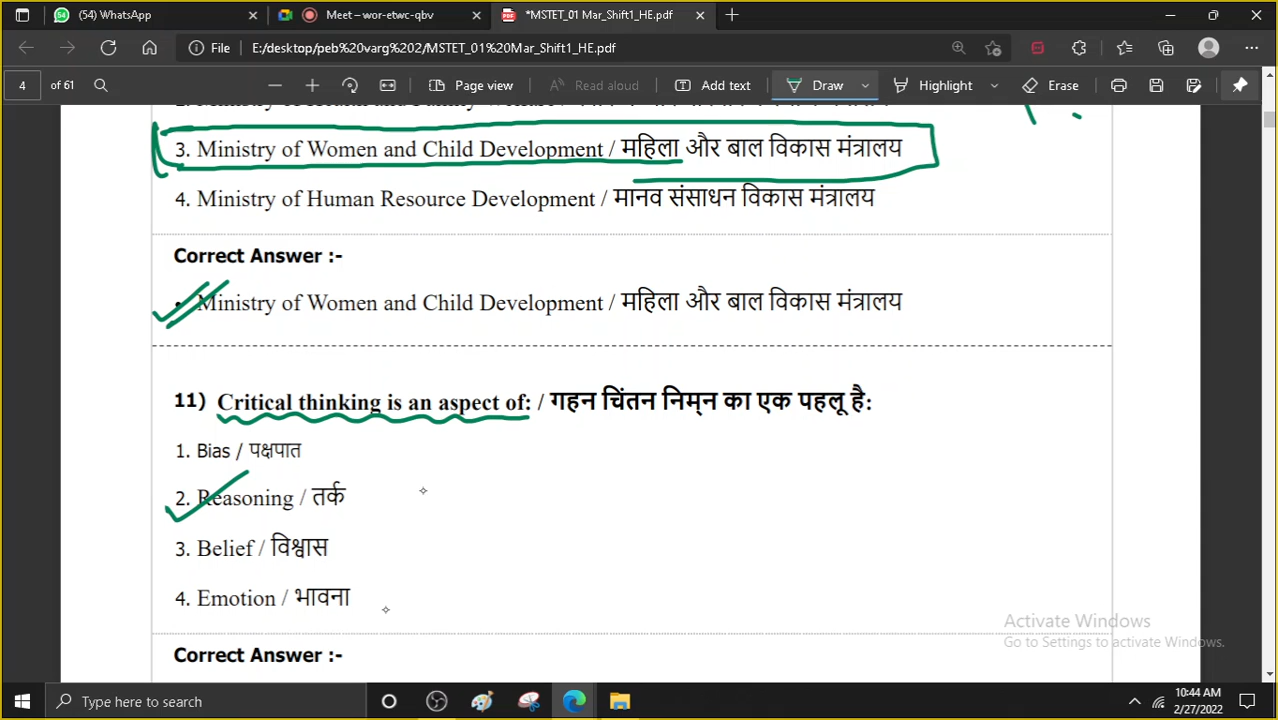 (54) WhatsApp
Meet – wor-etwc-qbv
*MSTET_01 Mar_Shift1_HE.pdf
File
E:/desktop/peb%20varg%202/MSTET_01%20Mar_Shift1_HE.pdf
4
of 61
Page view
Read aloud
Add text
Draw
Highlight
Erase
3. Ministry of Women and Child Development / महिला और बाल विकास मंत्रालय
4. Ministry of Human Resource Development / मानव संसाधन विकास मंत्रालय
Correct Answer :-
• Ministry of Women and Child Development / महिला और बाल विकास मंत्रालय
11) Critical thinking is an aspect of: / गहन चिंतन निम्न का एक पहलू है:
1. Bias / पक्षपात
2. Reasoning / तर्क
3. Belief / विश्वास
4. Emotion / भावना
Activate Windows
Go to Settings to activate Windows.
Correct Answer :-
Type here to search
10:44 AM
2/27/2022